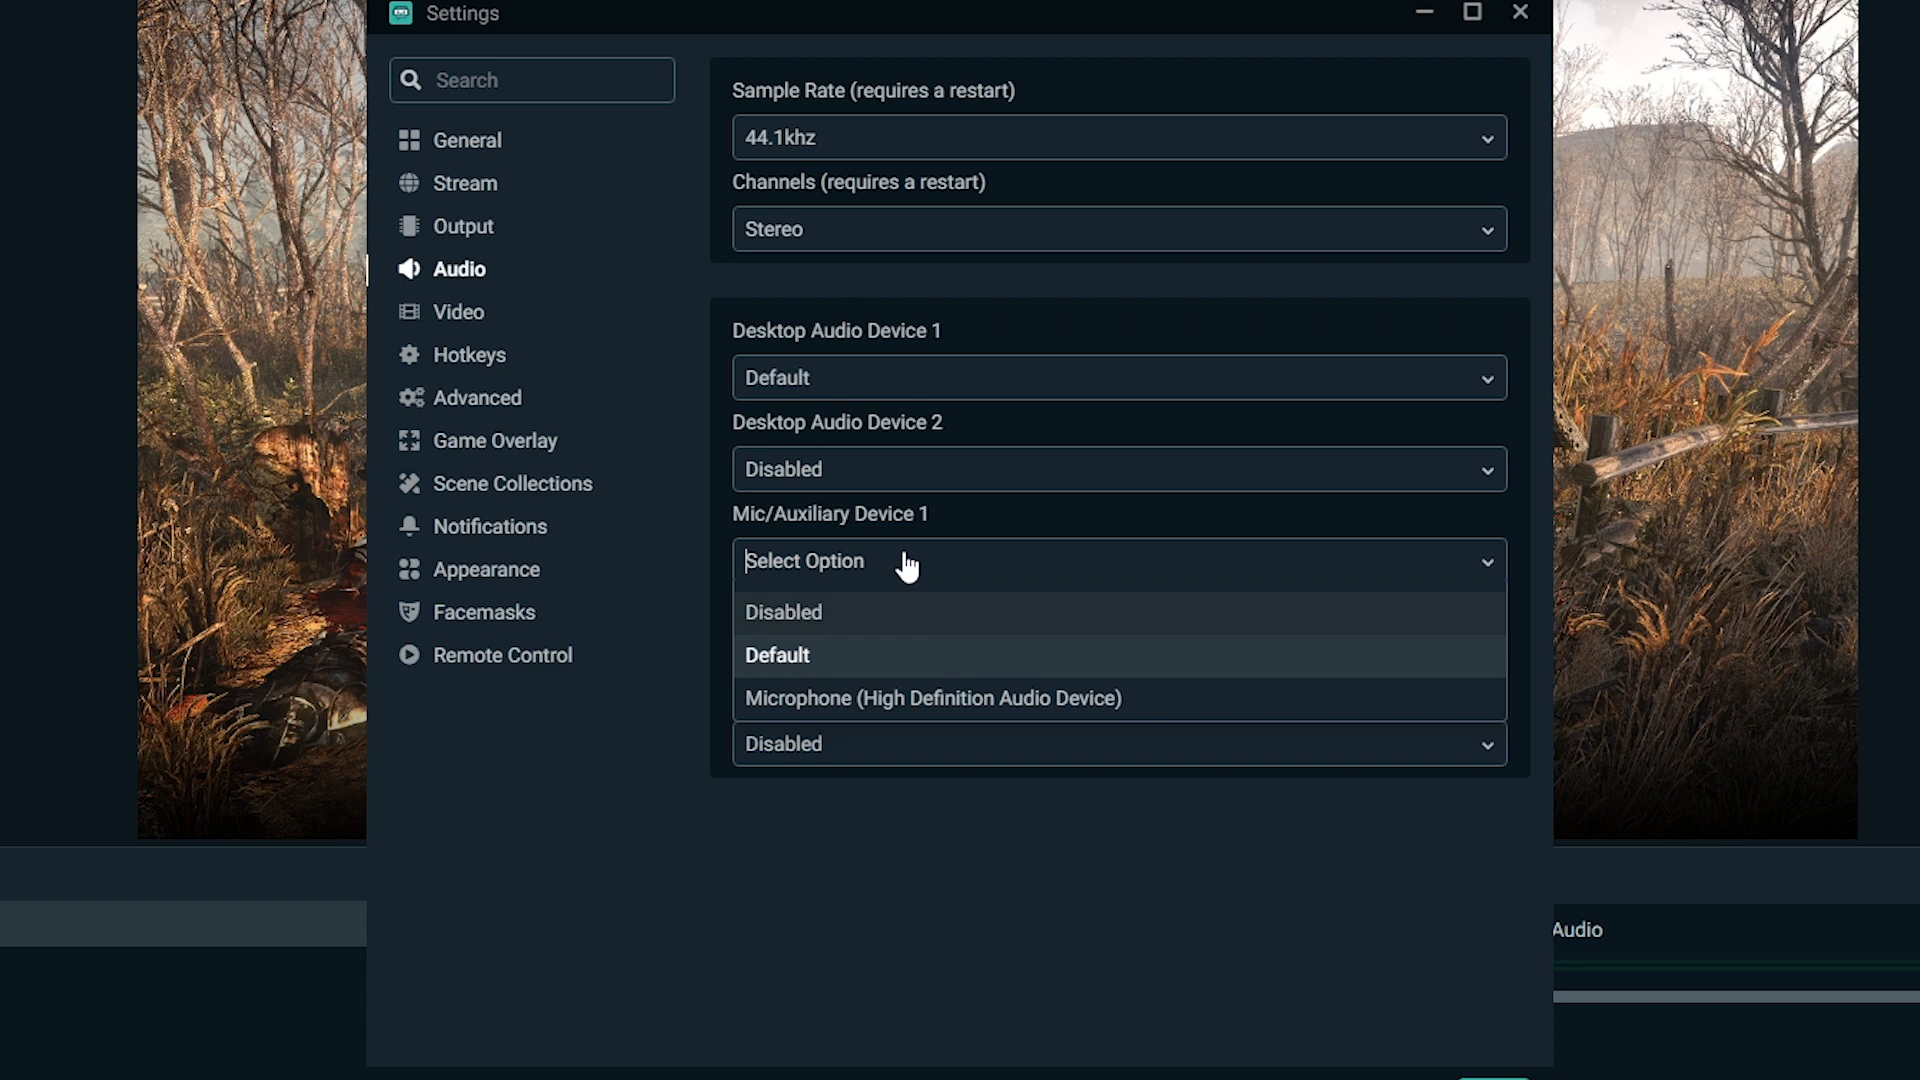 Settings
Search
General
Stream
Output
Audio
Video
Hotkeys
Advanced
Game Overlay
Scene Collections
Notifications
Appearance
Facemasks
Remote Control
Sample Rate (requires a restart)
44.1khz
Channels (requires a restart)
Stereo
Desktop Audio Device 1
Default
Desktop Audio Device 2
Disabled
Mic/Auxiliary Device 1
Select Option
Disabled
Default
Microphone (High Definition Audio Device)
Disabled
Audio